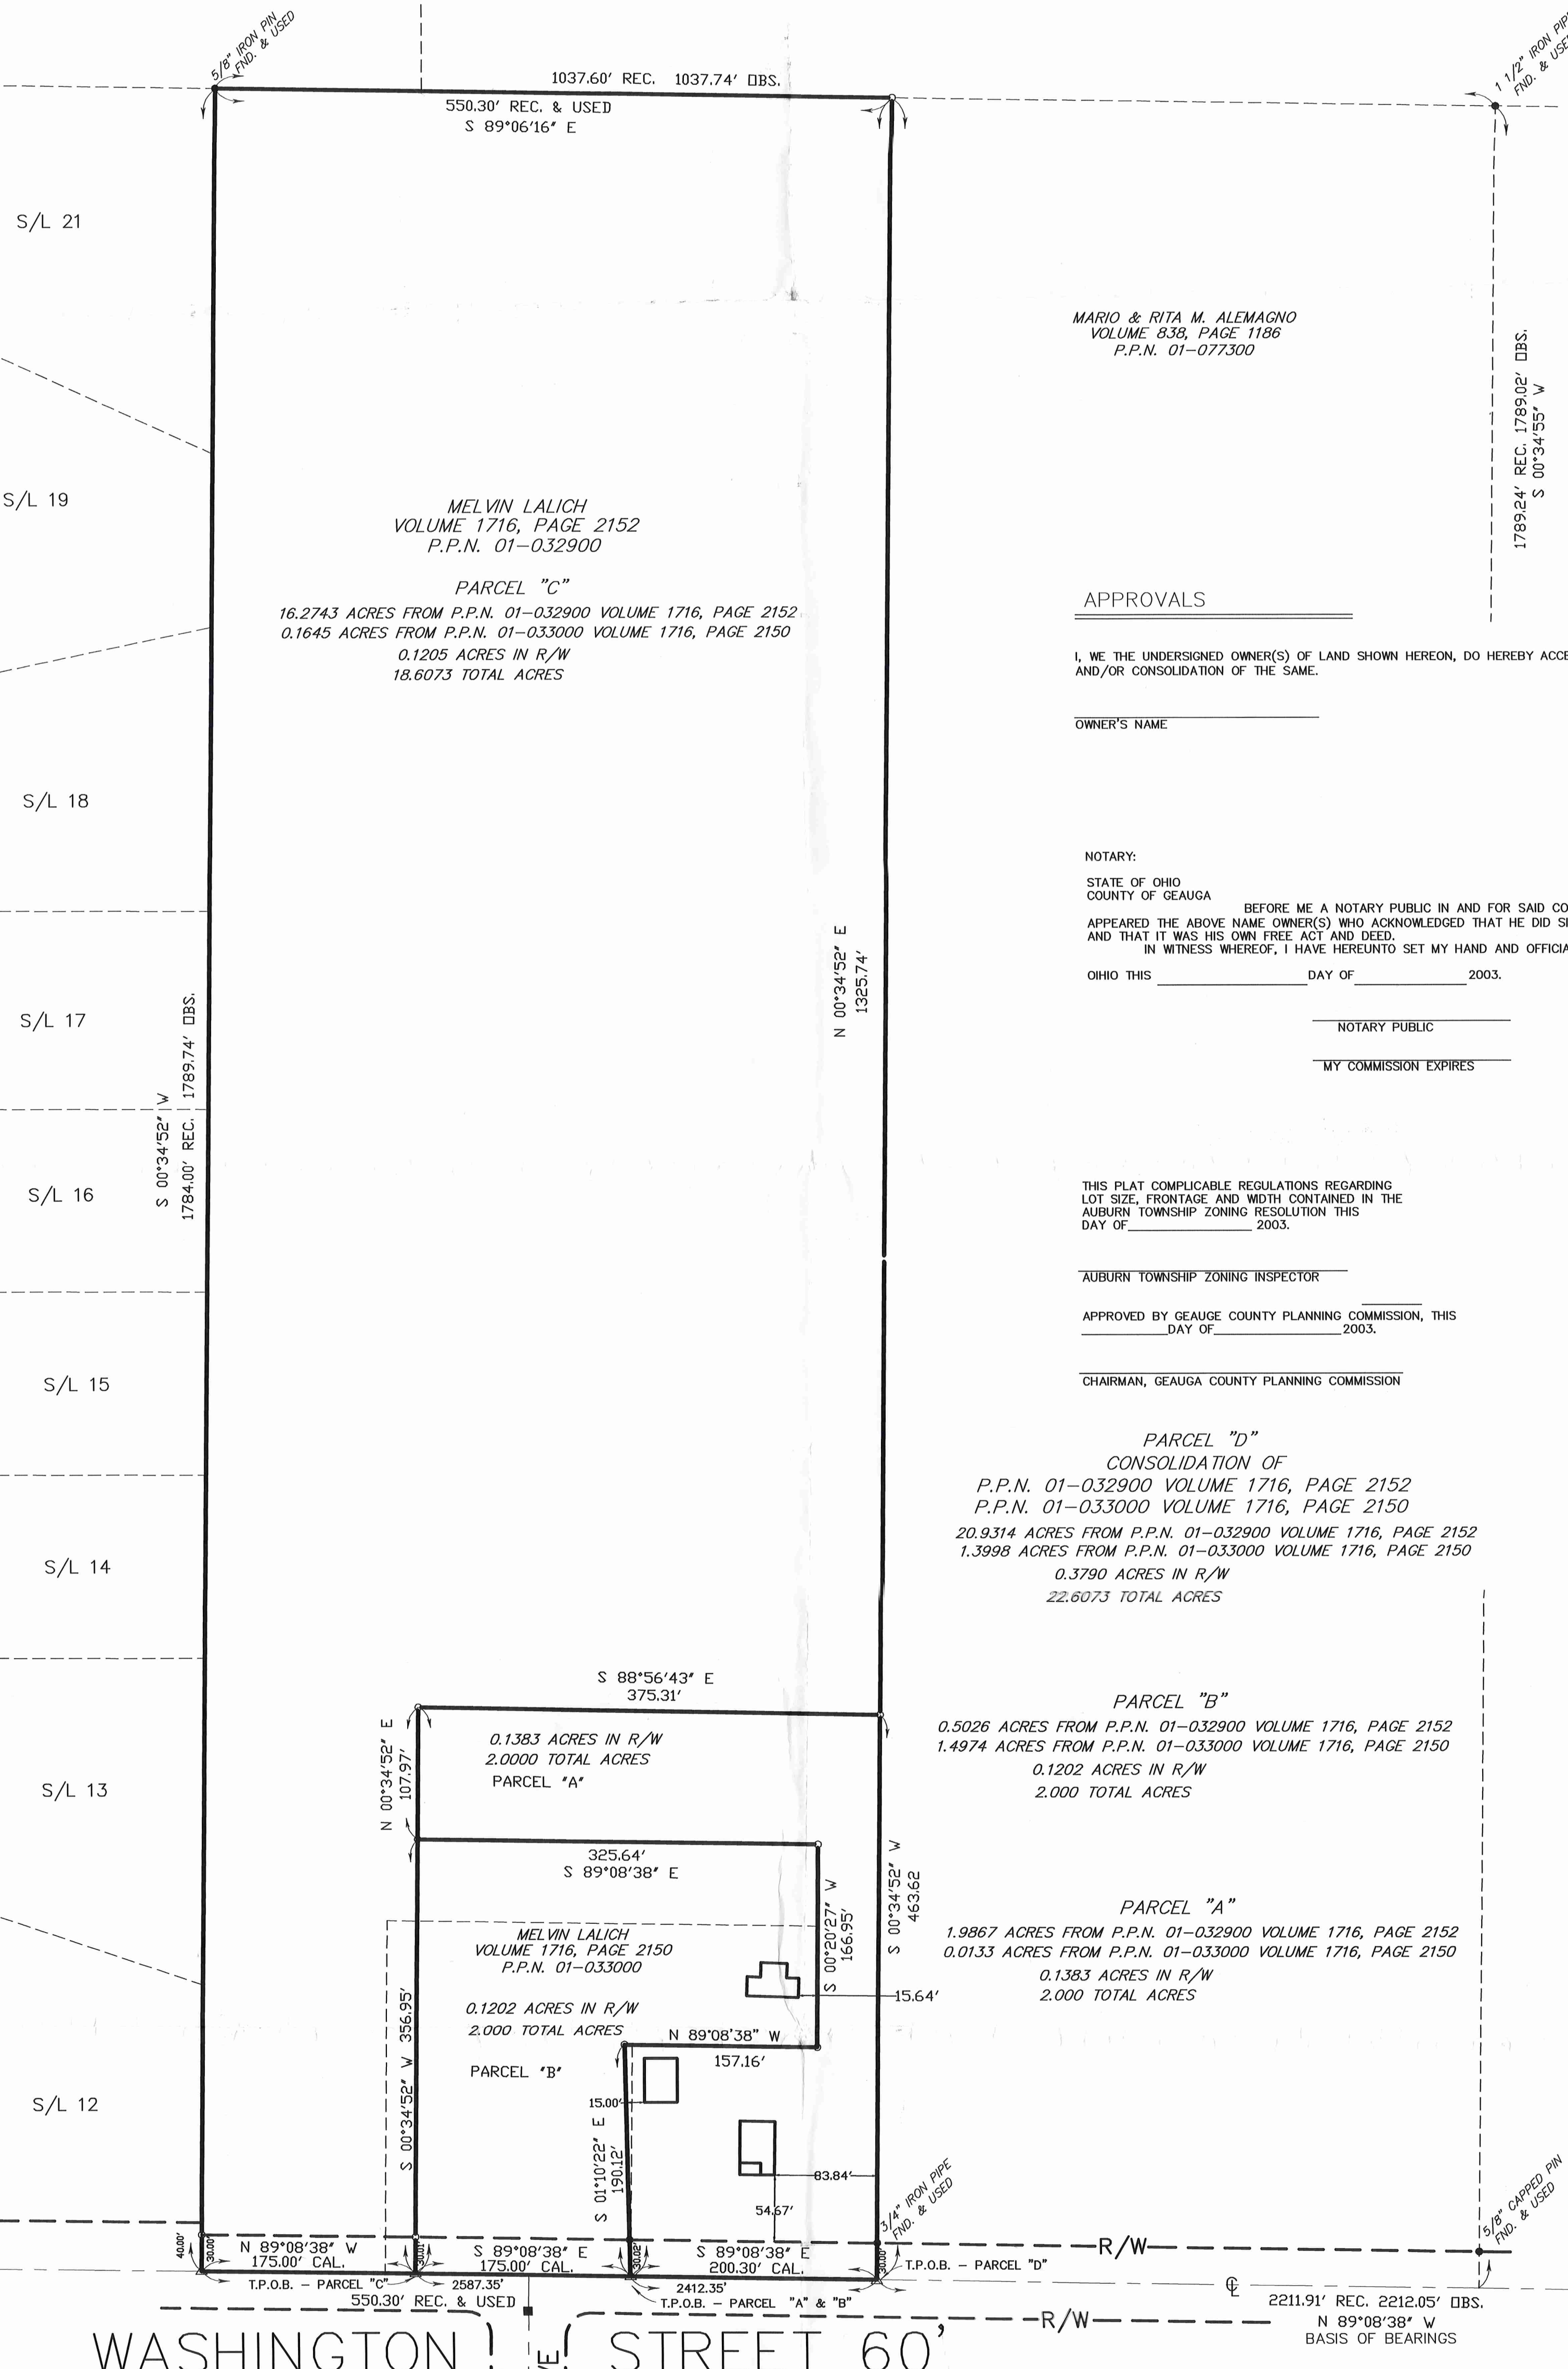 5/8" IRON PIN
FND. & USED
1037.60' REC. 1037.74' OBS.
550.30' REC. & USED
S 89°06'16" E
1 1/2" IRON PIPE
FND. & USED
S/L 21
S/L 19
S/L 18
S/L 17
S/L 16
S/L 15
S/L 14
S/L 13
S/L 12
MARIO & RITA M. ALEMAGNO
VOLUME 838, PAGE 1186
P.P.N. 01-077300
1789.24' REC. 1789.02' OBS.
S 00°34'55" W
MELVIN LALICH
VOLUME 1716, PAGE 2152
P.P.N. 01-032900
PARCEL "C"
16.2743 ACRES FROM P.P.N. 01-032900 VOLUME 1716, PAGE 2152
0.1645 ACRES FROM P.P.N. 01-033000 VOLUME 1716, PAGE 2150
0.1205 ACRES IN R/W
18.6073 TOTAL ACRES
APPROVALS
I, WE THE UNDERSIGNED OWNER(S) OF LAND SHOWN HEREON, DO HEREBY ACCE
AND/OR CONSOLIDATION OF THE SAME.
OWNER'S NAME
NOTARY:
STATE OF OHIO
COUNTY OF GEAUGA
BEFORE ME A NOTARY PUBLIC IN AND FOR SAID CO
APPEARED THE ABOVE NAME OWNER(S) WHO ACKNOWLEDGED THAT HE DID SI
AND THAT IT WAS HIS OWN FREE ACT AND DEED.
IN WITNESS WHEREOF, I HAVE HEREUNTO SET MY HAND AND OFFICIA
OIHIO THIS DAY OF 2003.
NOTARY PUBLIC
MY COMMISSION EXPIRES
N 00°34'52" E
1325.74'
S 00°34'52" W
1784.00' REC. 1789.74' OBS.
THIS PLAT COMPLICABLE REGULATIONS REGARDING
LOT SIZE, FRONTAGE AND WIDTH CONTAINED IN THE
AUBURN TOWNSHIP ZONING RESOLUTION THIS
DAY OF 2003.
AUBURN TOWNSHIP ZONING INSPECTOR
APPROVED BY GEAUGE COUNTY PLANNING COMMISSION, THIS
DAY OF 2003.
CHAIRMAN, GEAUGA COUNTY PLANNING COMMISSION
PARCEL "D"
CONSOLIDATION OF
P.P.N. 01-032900 VOLUME 1716, PAGE 2152
P.P.N. 01-033000 VOLUME 1716, PAGE 2150
20.9314 ACRES FROM P.P.N. 01-032900 VOLUME 1716, PAGE 2152
1.3998 ACRES FROM P.P.N. 01-033000 VOLUME 1716, PAGE 2150
0.3790 ACRES IN R/W
22.6073 TOTAL ACRES
S 88°56'43" E
375.31'
N 00°34'52" E
107.97'
0.1383 ACRES IN R/W
2.0000 TOTAL ACRES
PARCEL "A"
PARCEL "B"
0.5026 ACRES FROM P.P.N. 01-032900 VOLUME 1716, PAGE 2152
1.4974 ACRES FROM P.P.N. 01-033000 VOLUME 1716, PAGE 2150
0.1202 ACRES IN R/W
2.000 TOTAL ACRES
325.64'
S 89°08'38" E
S 00°20'27" W
166.95'
S 00°34'52" W
463.62
PARCEL "A"
1.9867 ACRES FROM P.P.N. 01-032900 VOLUME 1716, PAGE 2152
0.0133 ACRES FROM P.P.N. 01-033000 VOLUME 1716, PAGE 2150
0.1383 ACRES IN R/W
2.000 TOTAL ACRES
MELVIN LALICH
VOLUME 1716, PAGE 2150
P.P.N. 01-033000
0.1202 ACRES IN R/W
2.000 TOTAL ACRES
PARCEL "B"
S 00°34'52" W 356.95'
15.64'
N 89°08'38" W
157.16'
15.00'
S 01°10'22" E
190.12'
83.84'
54.67'
3/4" IRON PIPE
FND. & USED
5/8" CAPPED PIN
FND. & USED
40.00'
30.00'
N 89°08'38" W
175.00' CAL.
30.01'
S 89°08'38" E
175.00' CAL.
30.02'
S 89°08'38" E
200.30' CAL.
30.00'
R/W
T.P.O.B. - PARCEL "D"
T.P.O.B. - PARCEL "C"
2587.35'
2412.35'
550.30' REC. & USED
T.P.O.B. - PARCEL "A" & "B"
2211.91' REC. 2212.05' OBS.
N 89°08'38" W
BASIS OF BEARINGS
R/W
WASHINGTON STREET 60'
VE